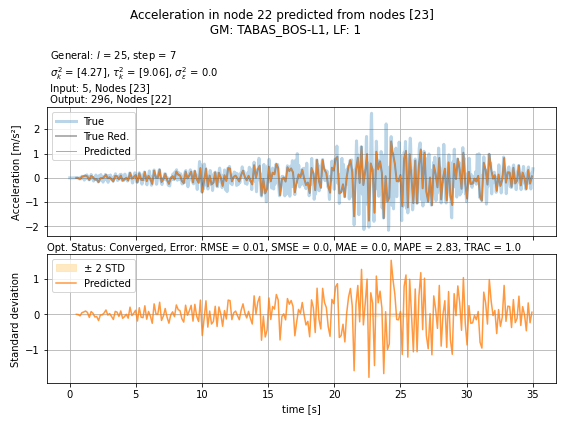 Acceleration in node 22 predicted from nodes [23]
GM: TABAS_BOS-L1, LF: 1
General: l = 25, step = 7
σ²ₖ = [4.27], τ²ₖ = [9.06], σ²ε = 0.0
Input: 5, Nodes [23]
Output: 296, Nodes [22]
Acceleration [m/s²]
2
1
0
−1
−2
True
True Red.
Predicted
Opt. Status: Converged, Error: RMSE = 0.01, SMSE = 0.0, MAE = 0.0, MAPE = 2.83, TRAC = 1.0
Standard deviation
1
0
−1
± 2 STD
Predicted
0 5 10 15 20 25 30 35
time [s]